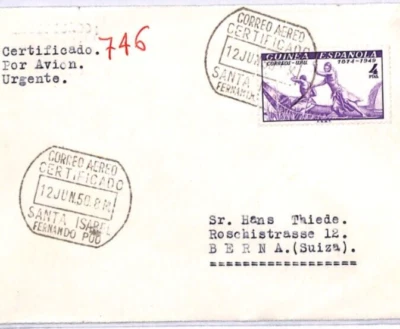 Certificado. 746
Por Avion.
Urgente.
CORREO AEREO
CERTIFICADO
12 JUN.50
SANTA ISABEL
FERNANDO POO
GUINEA ESPAÑOLA
CORREOS
1874-1949
4
PTAS
CORREO AEREO
CERTIFICADO
12 JUN.50. P.M.
SANTA ISABEL
FERNANDO POO
Sr. Hans Thiede.
Roschistrasse 12.
BERNA.(Suiza).